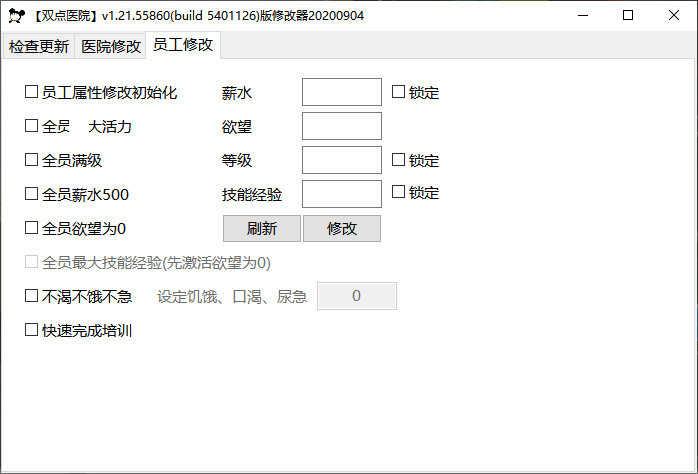 【双点医院】v1.21.55860(build 5401126)版修改器20200904
检查更新 医院修改 员工修改
员工属性修改初始化 薪水 锁定
全员 大活力 欲望
全员满级 等级 锁定
全员薪水500 技能经验 锁定
全员欲望为0 刷新 修改
全员最大技能经验(先激活欲望为0)
不渴不饿不急 设定饥饿、口渴、尿急 0
快速完成培训